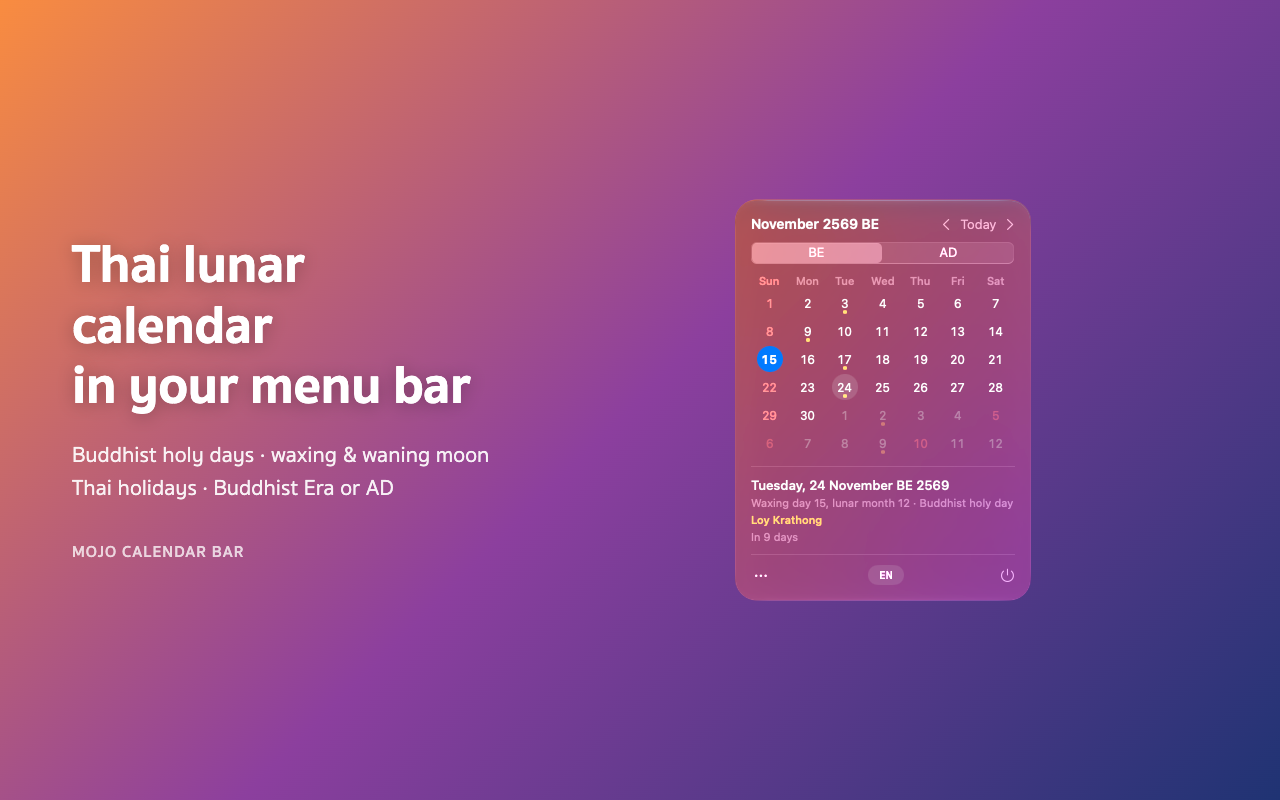 Thai lunar
calendar
in your menu bar
Buddhist holy days · waxing & waning moon
Thai holidays · Buddhist Era or AD
MOJO CALENDAR BAR
November 2569 BE
Today
BE AD
Sun Mon Tue Wed Thu Fri Sat
1 2 3 4 5 6 7
8 9 10 11 12 13 14
15 16 17 18 19 20 21
22 23 24 25 26 27 28
29 30 1 2 3 4 5
6 7 8 9 10 11 12
Tuesday, 24 November BE 2569
Waxing day 15, lunar month 12 · Buddhist holy day
Loy Krathong
In 9 days
EN